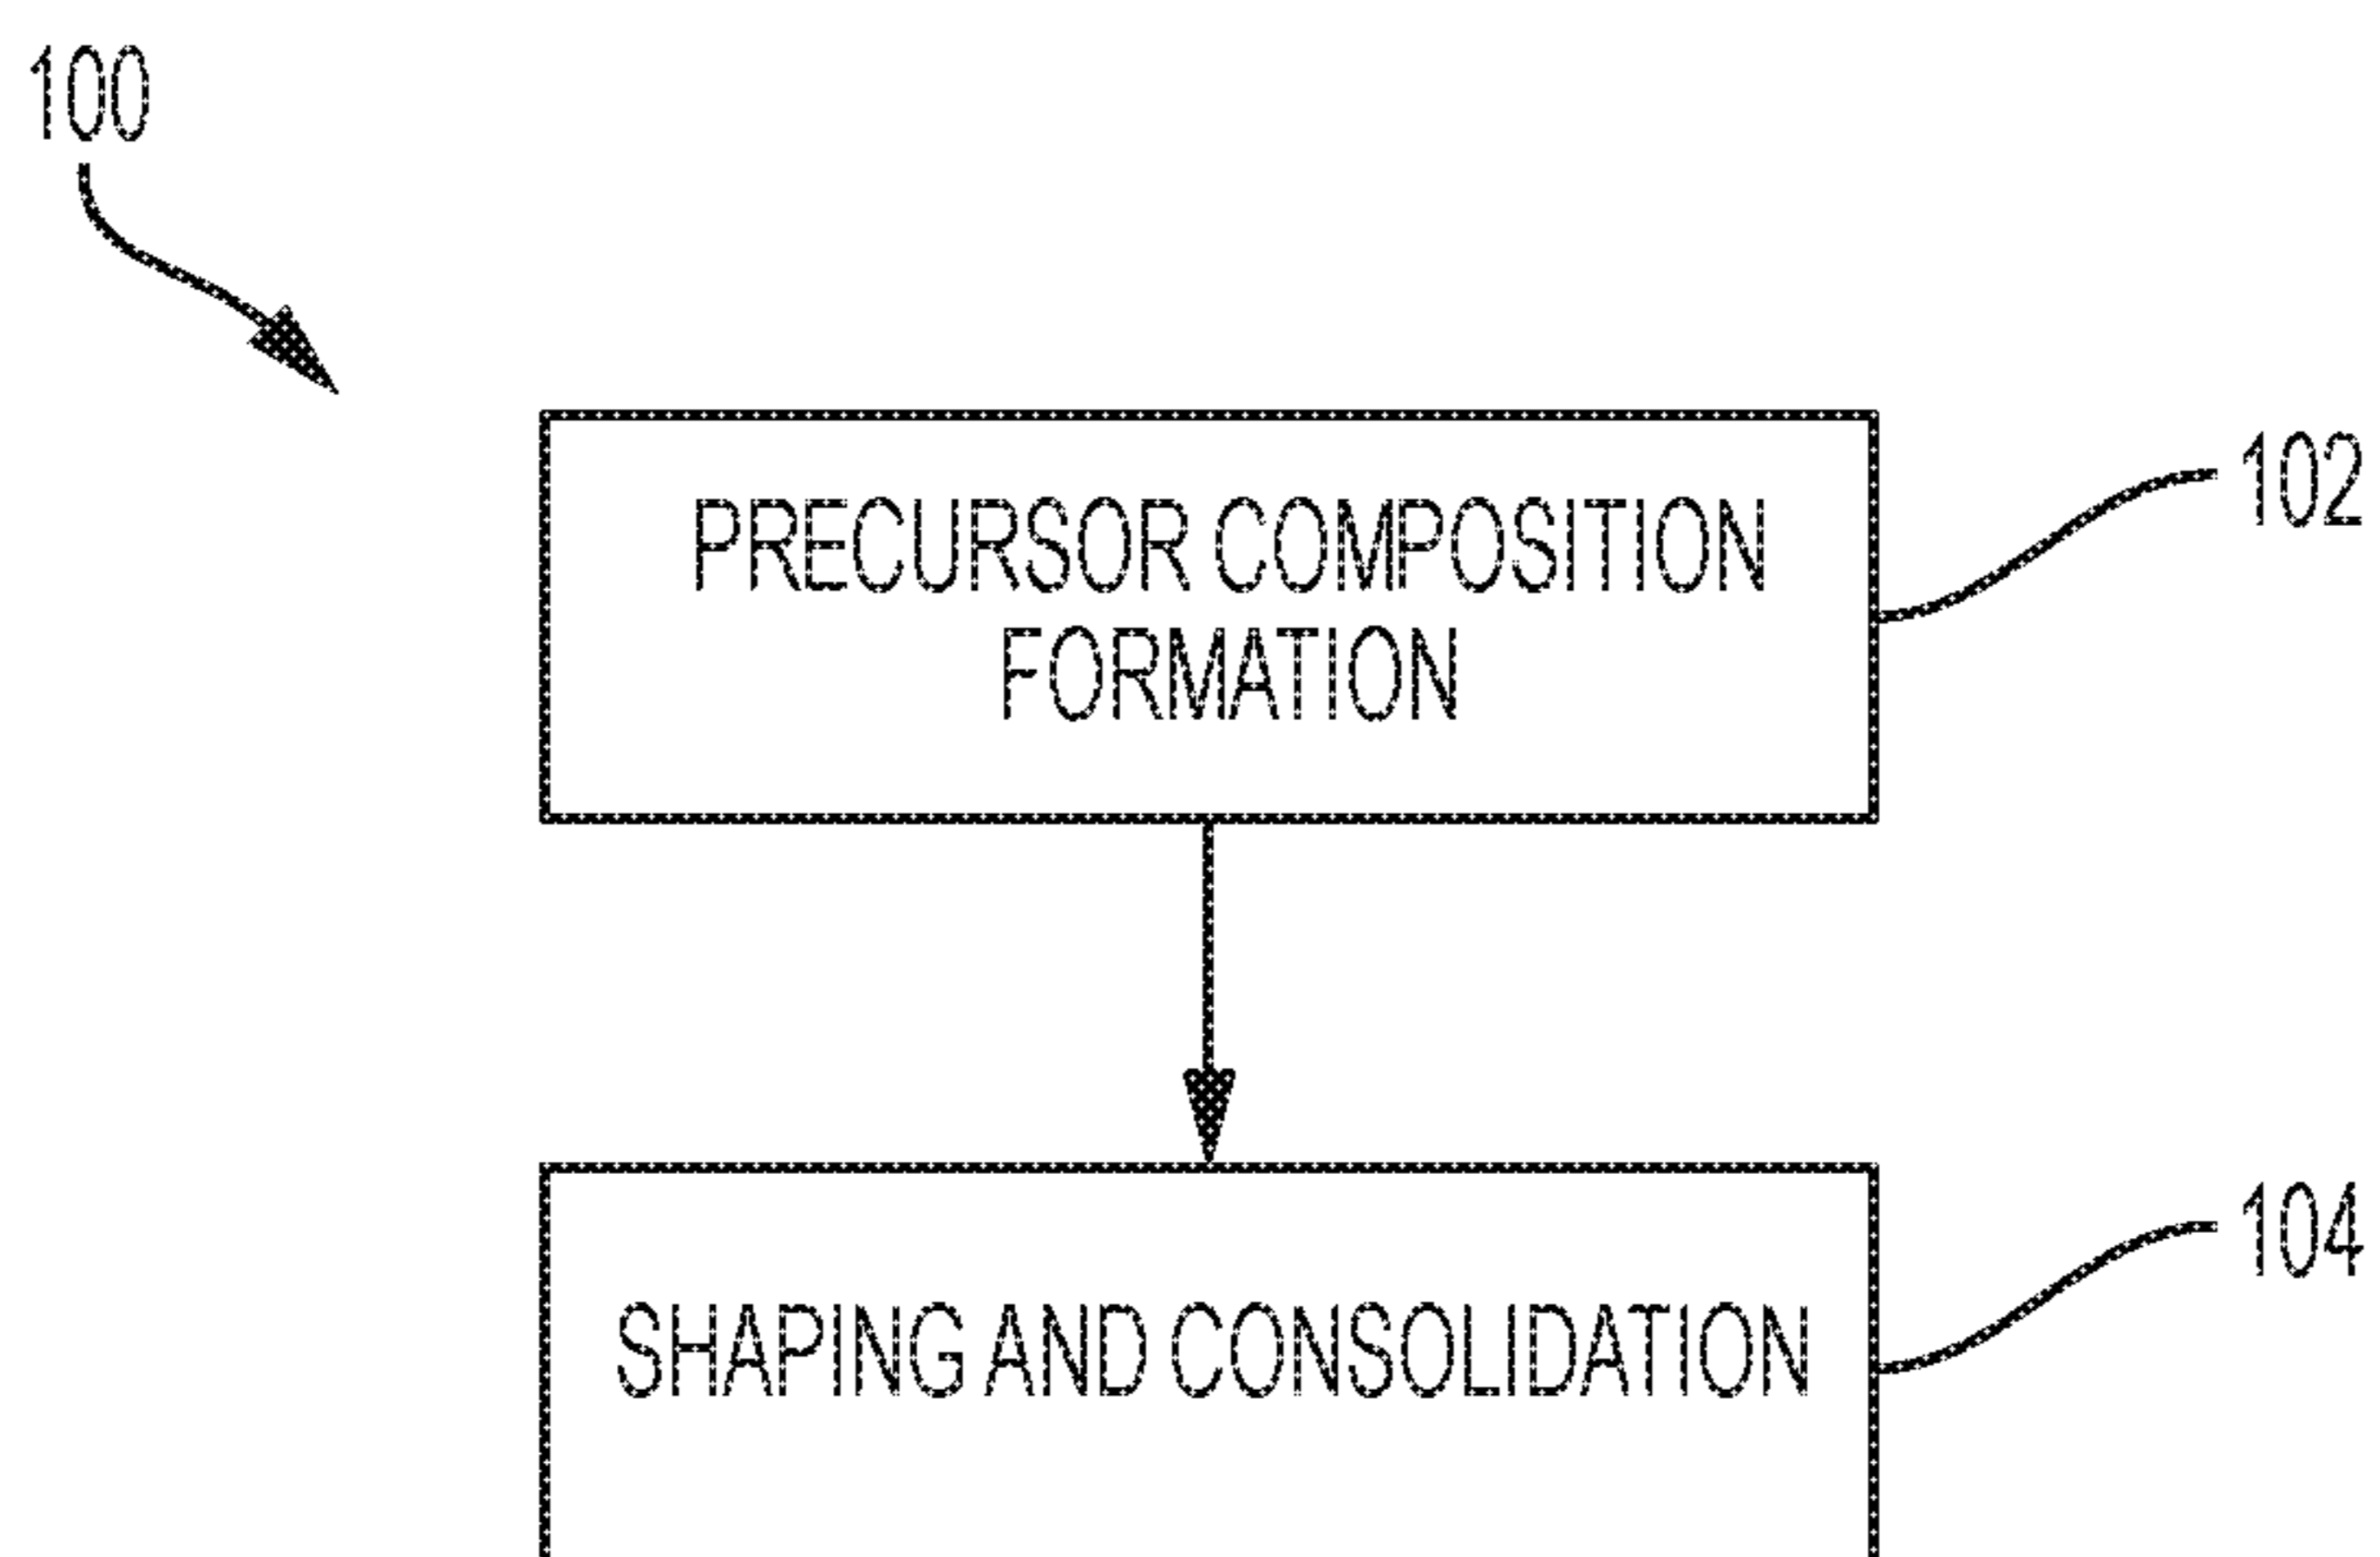 100
102
PRECURSOR COMPOSITION
FORMATION
104
SHAPING AND CONSOLIDATION